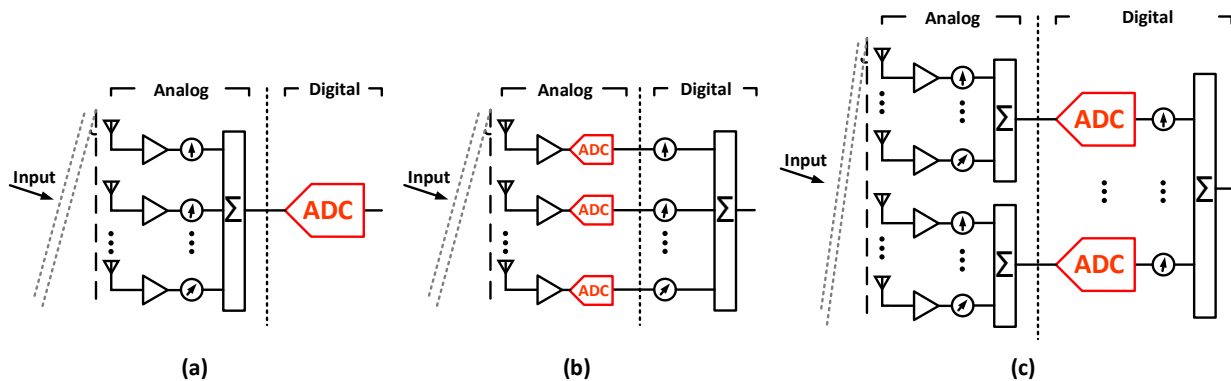 Analog Digital
Input
Σ
ADC
(a)
Analog Digital
Input
ADC
ADC
ADC
Σ
(b)
Analog Digital
Input
Σ
ADC
Σ
Σ
ADC
(c)